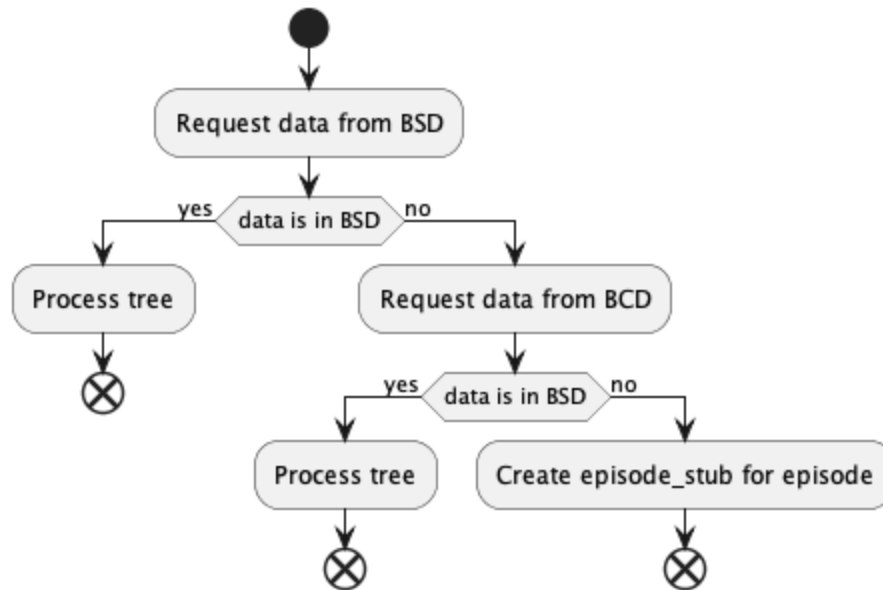 Request data from BSD
yes
data is in BSD
no
Process tree
Request data from BCD
yes
data is in BSD
no
Process tree
Create episode_stub for episode